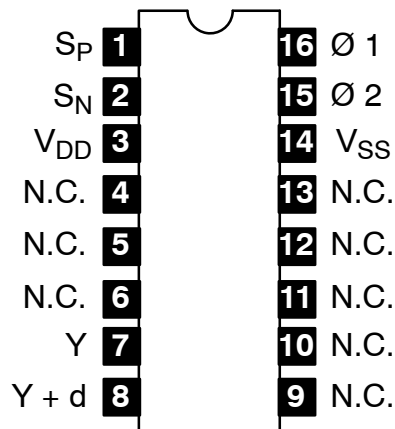 SP 1 16 Ø 1
SN 2 15 Ø 2
VDD 3 14 VSS
N.C. 4 13 N.C.
N.C. 5 12 N.C.
N.C. 6 11 N.C.
Y 7 10 N.C.
Y + d 8 9 N.C.